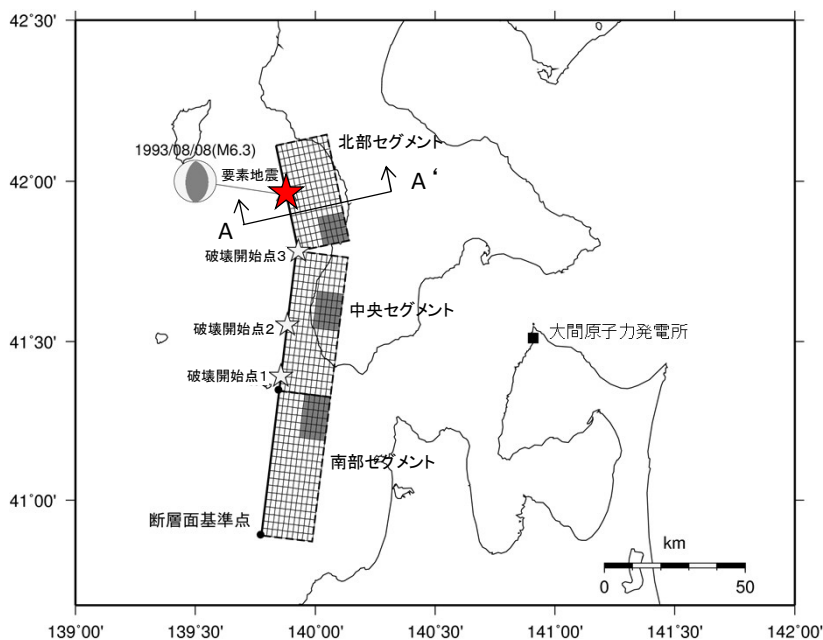 42°30'
北部セグメント
1993/08/08(M6.3)
要素地震
42°00'
A
A‘
破壊開始点3
中央セグメント
破壊開始点2
大間原子力発電所
41°30'
破壊開始点1
南部セグメント
41°00'
断層面基準点
km
0 50
139°00' 139°30' 140°00' 140°30' 141°00' 141°30' 142°00'